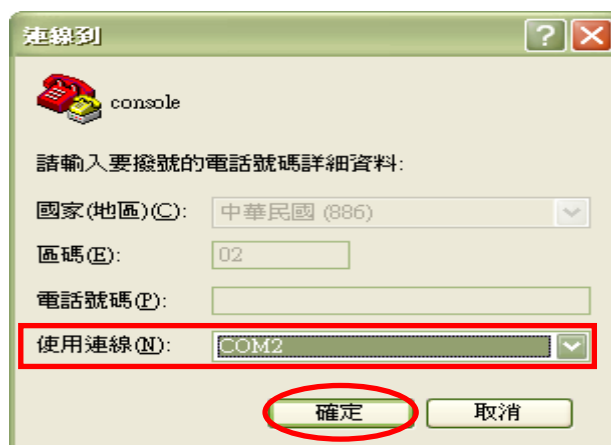 連線到
console
請輸入要撥號的電話號碼詳細資料:
國家(地區)(C): 中華民國 (886)
區碼(E): 02
電話號碼(P):
使用連線(N): COM2
確定 取消